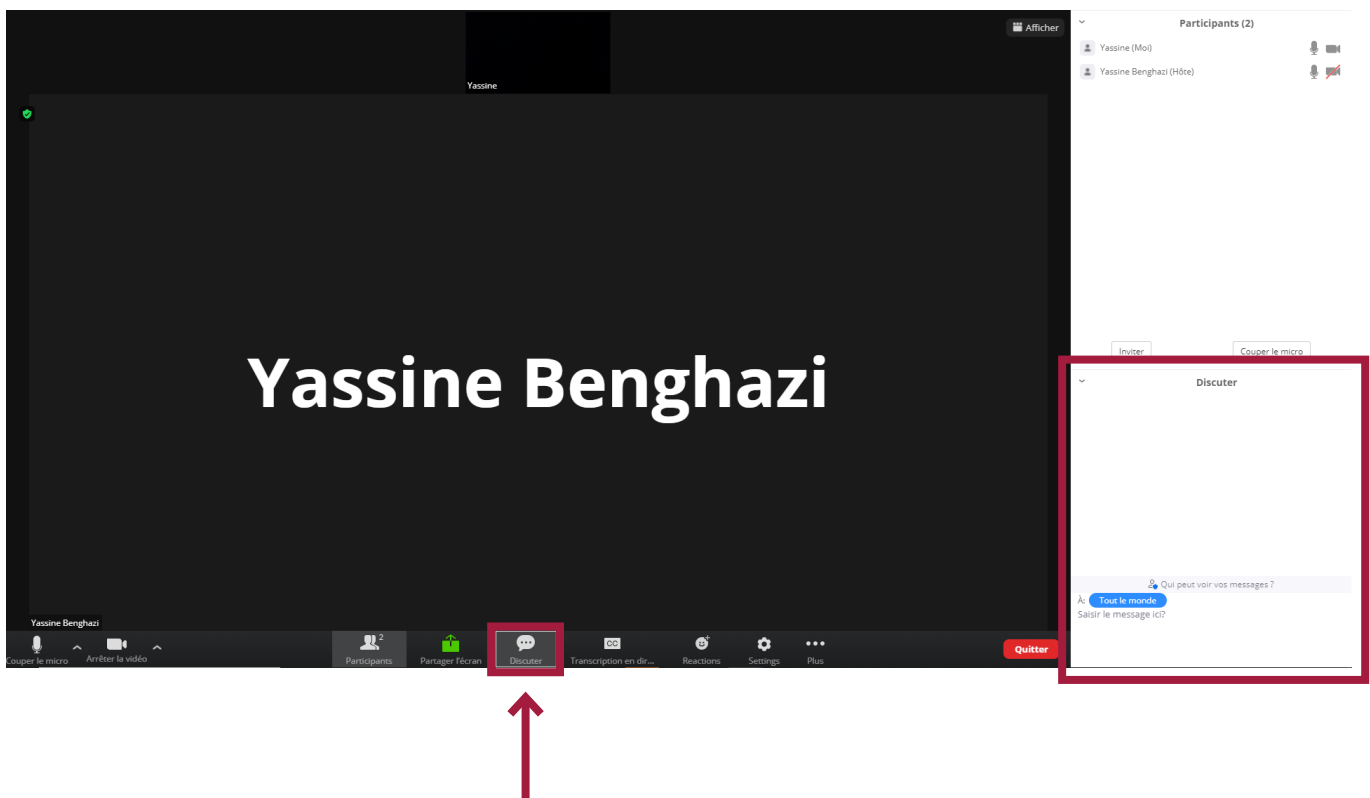 Afficher
Yassine
Yassine Benghazi
Yassine Benghazi
Couper le micro
Arrêter la vidéo
Participants
2
Partager l'écran
Discuter
CC
Transcription en dir...
Reactions
Settings
Plus
Quitter
Participants (2)
Yassine (Moi)
Yassine Benghazi (Hôte)
Inviter
Couper le micro
Discuter
Qui peut voir vos messages ?
À: Tout le monde
Saisir le message ici?